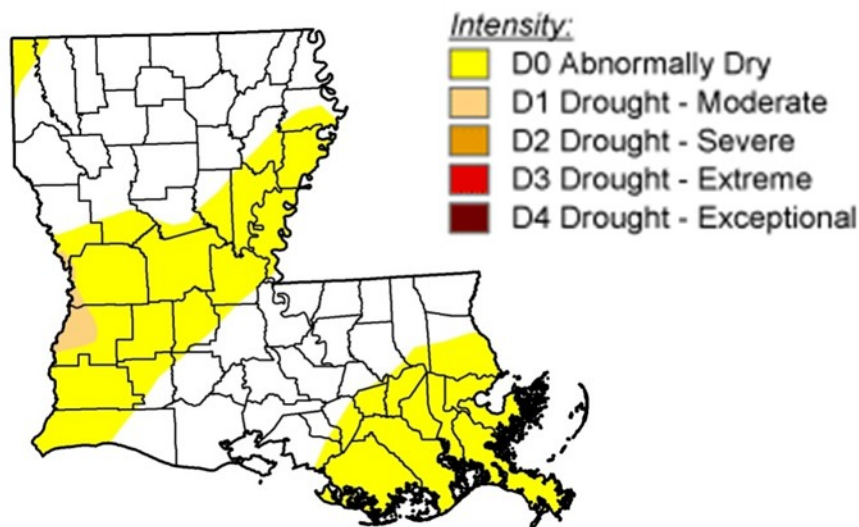 Intensity:
D0 Abnormally Dry
D1 Drought - Moderate
D2 Drought - Severe
D3 Drought - Extreme
D4 Drought - Exceptional